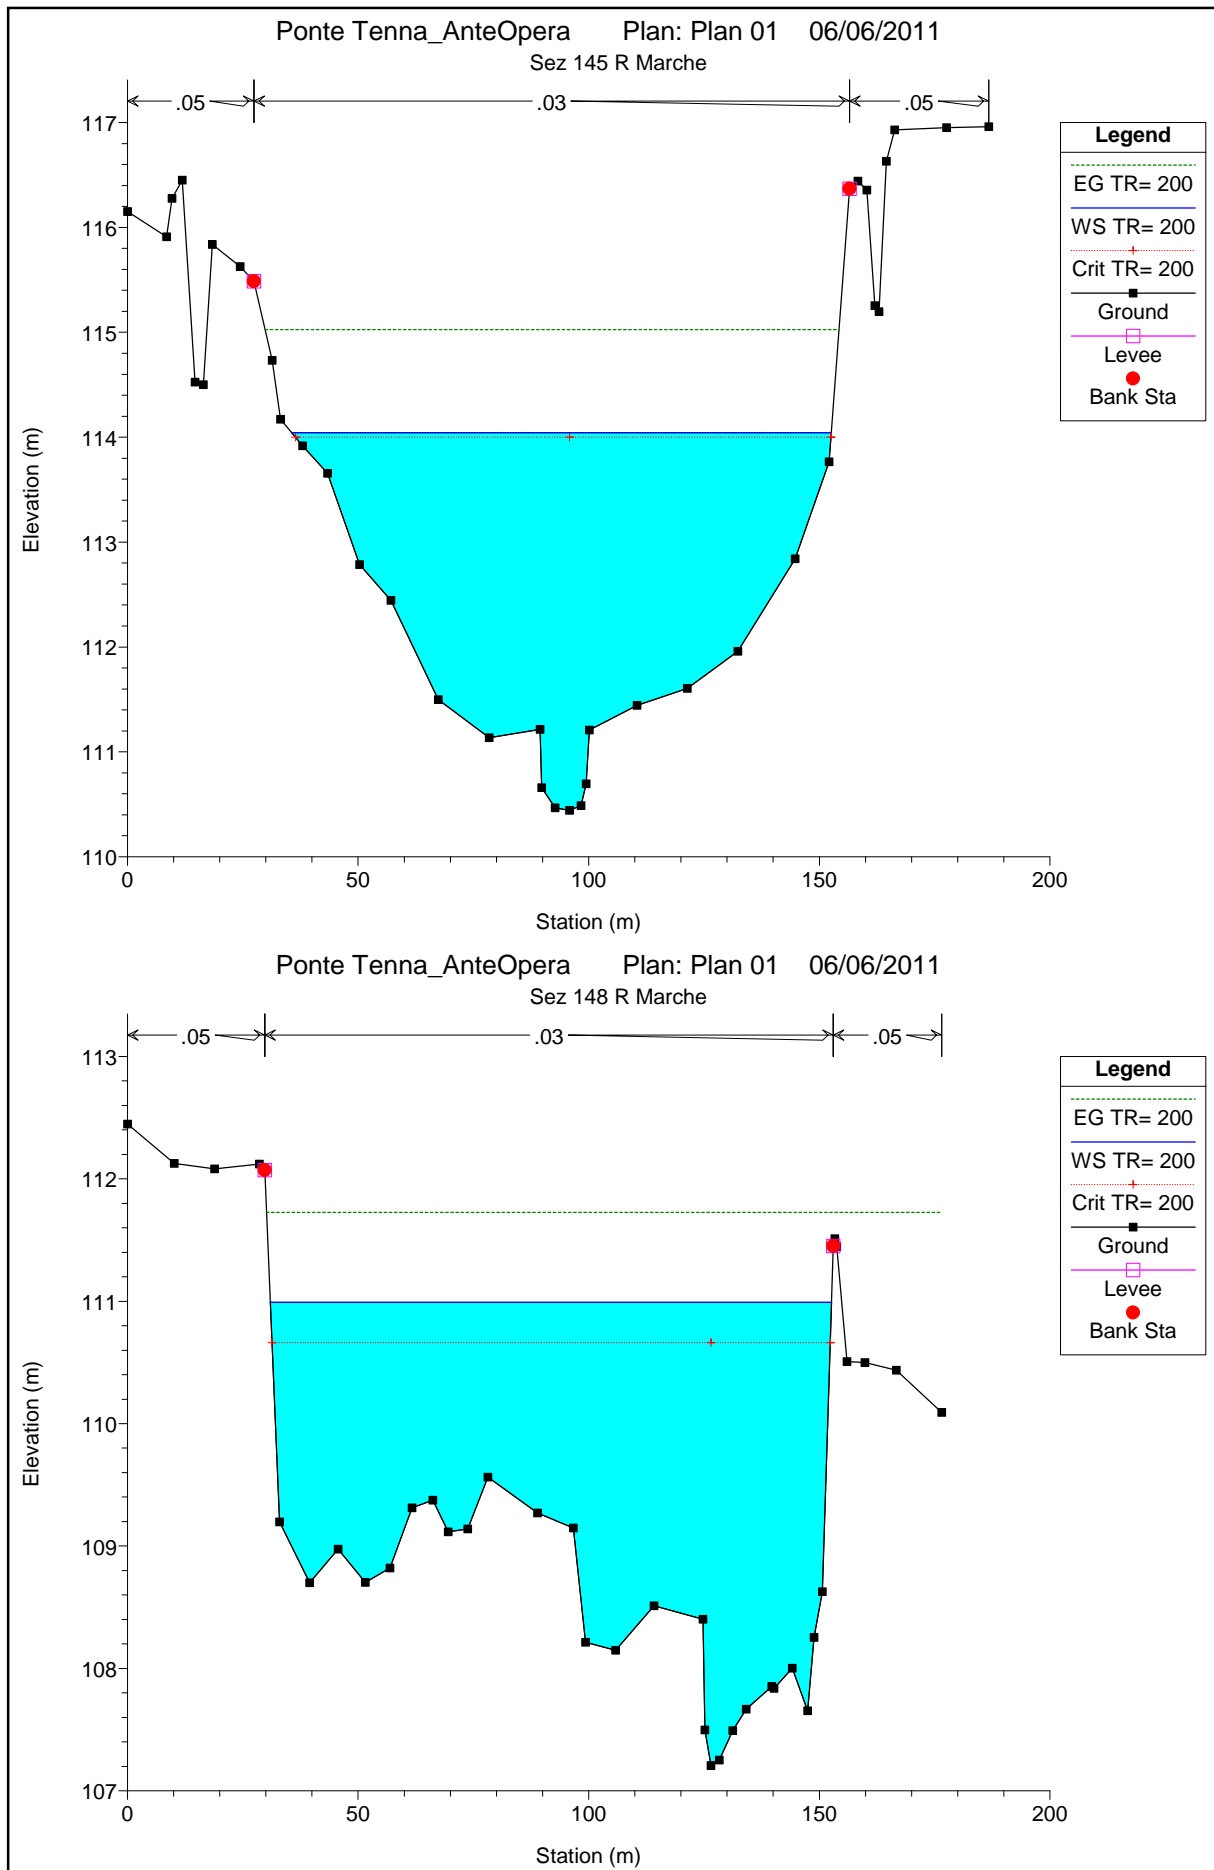 Ponte Tenna_AnteOpera Plan: Plan 01 06/06/2011
Sez 145 R Marche
.05 .03 .05
117
116
115
114
113
112
111
110
Elevation (m)
0 50 100 150 200
Station (m)
Legend
EG TR= 200
WS TR= 200
Crit TR= 200
Ground
Levee
Bank Sta
Ponte Tenna_AnteOpera Plan: Plan 01 06/06/2011
Sez 148 R Marche
.05 .03 .05
113
112
111
110
109
108
107
Elevation (m)
0 50 100 150 200
Station (m)
Legend
EG TR= 200
WS TR= 200
Crit TR= 200
Ground
Levee
Bank Sta